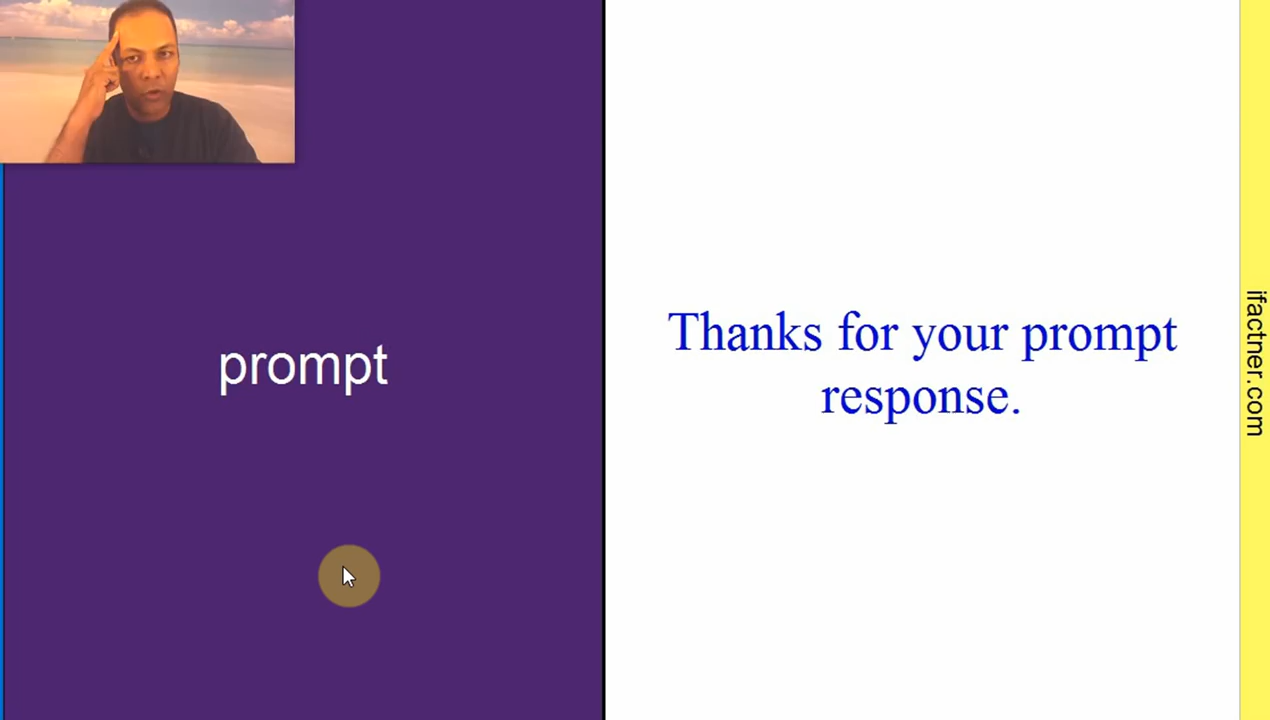 prompt
Thanks for your prompt
response.
ifactner.com